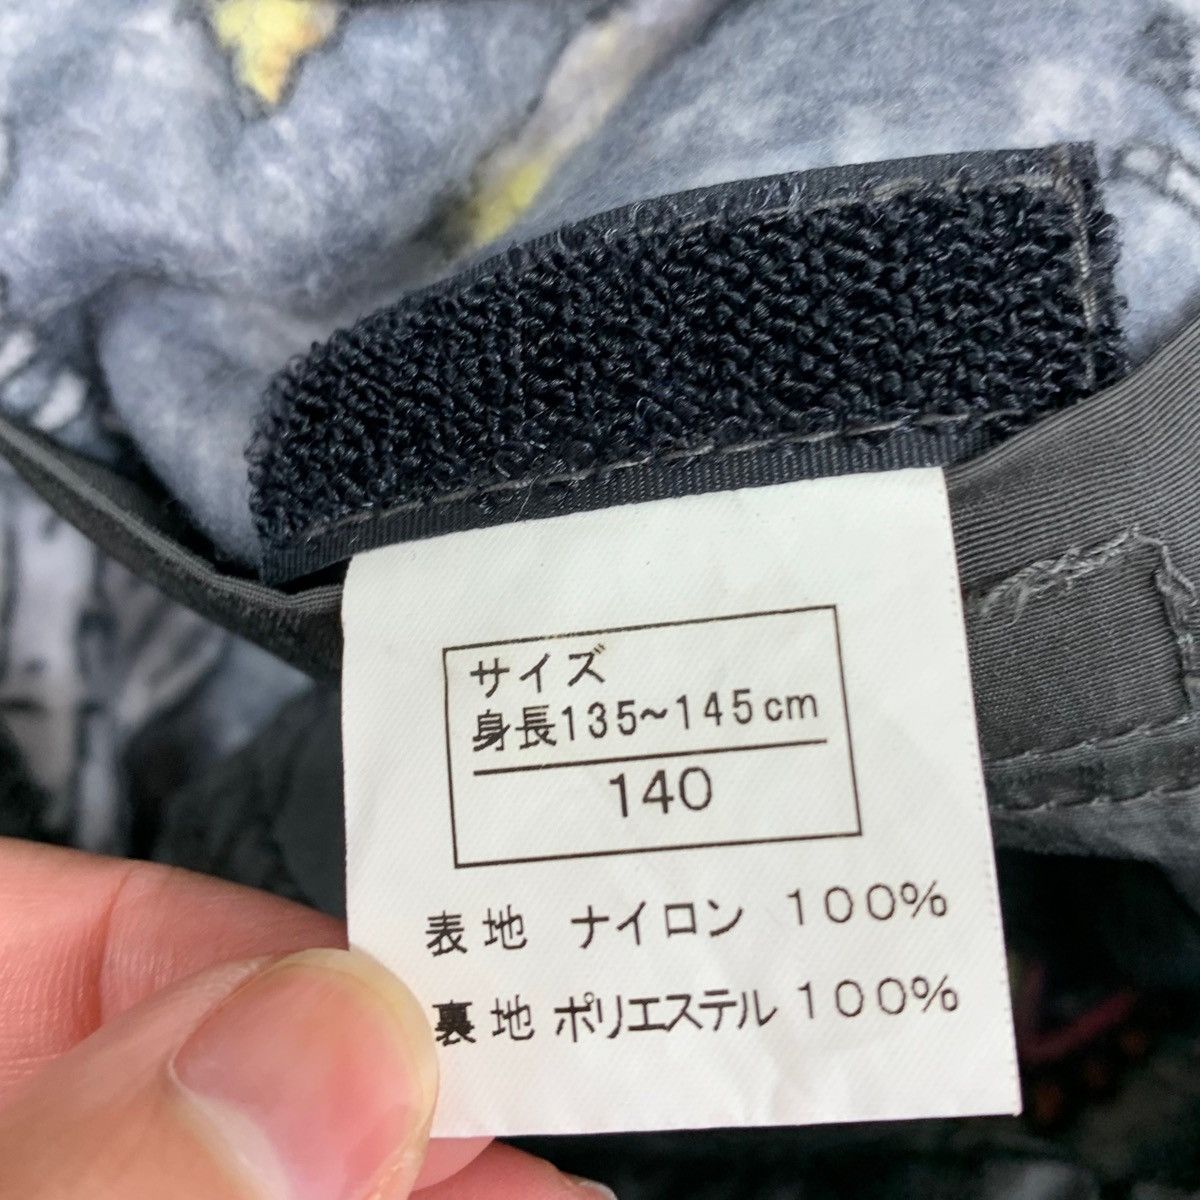 サイズ
身長135~145cm
140
表地 ナイロン 100%
裏地 ポリエステル 100%